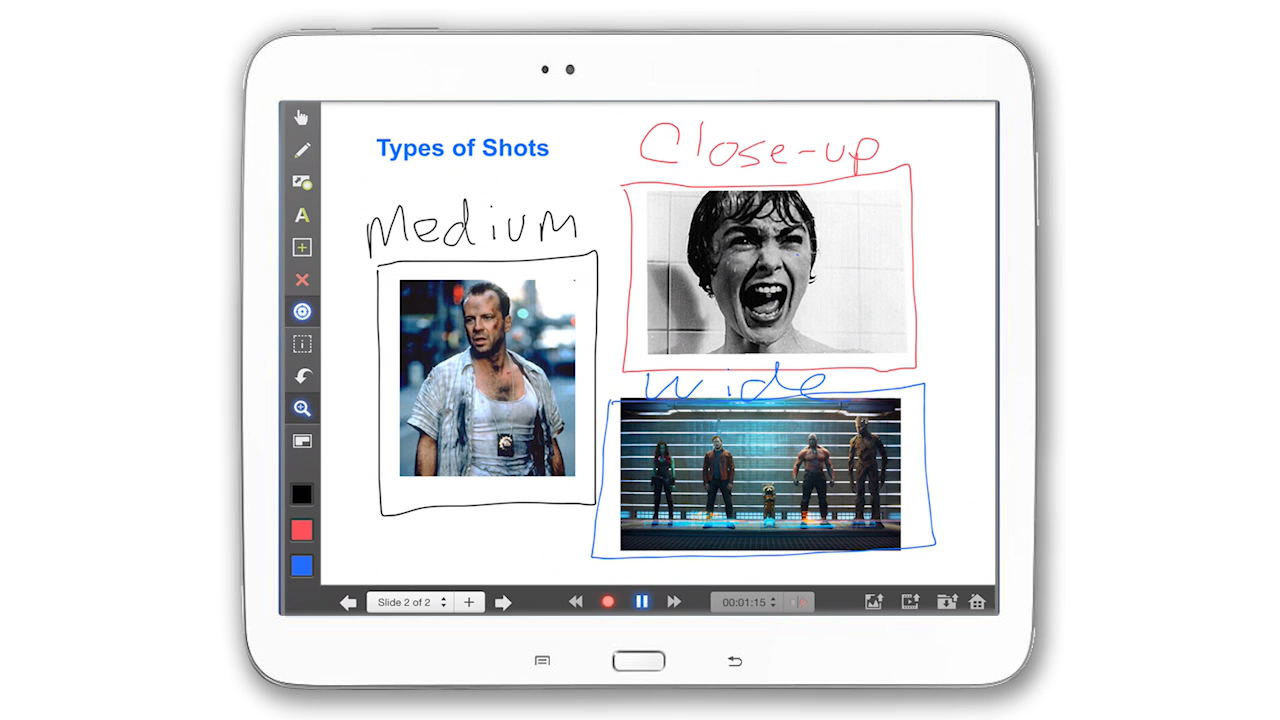 Types of Shots
Close-up
Medium
wide
A
Slide 2 of 2
00:01:15